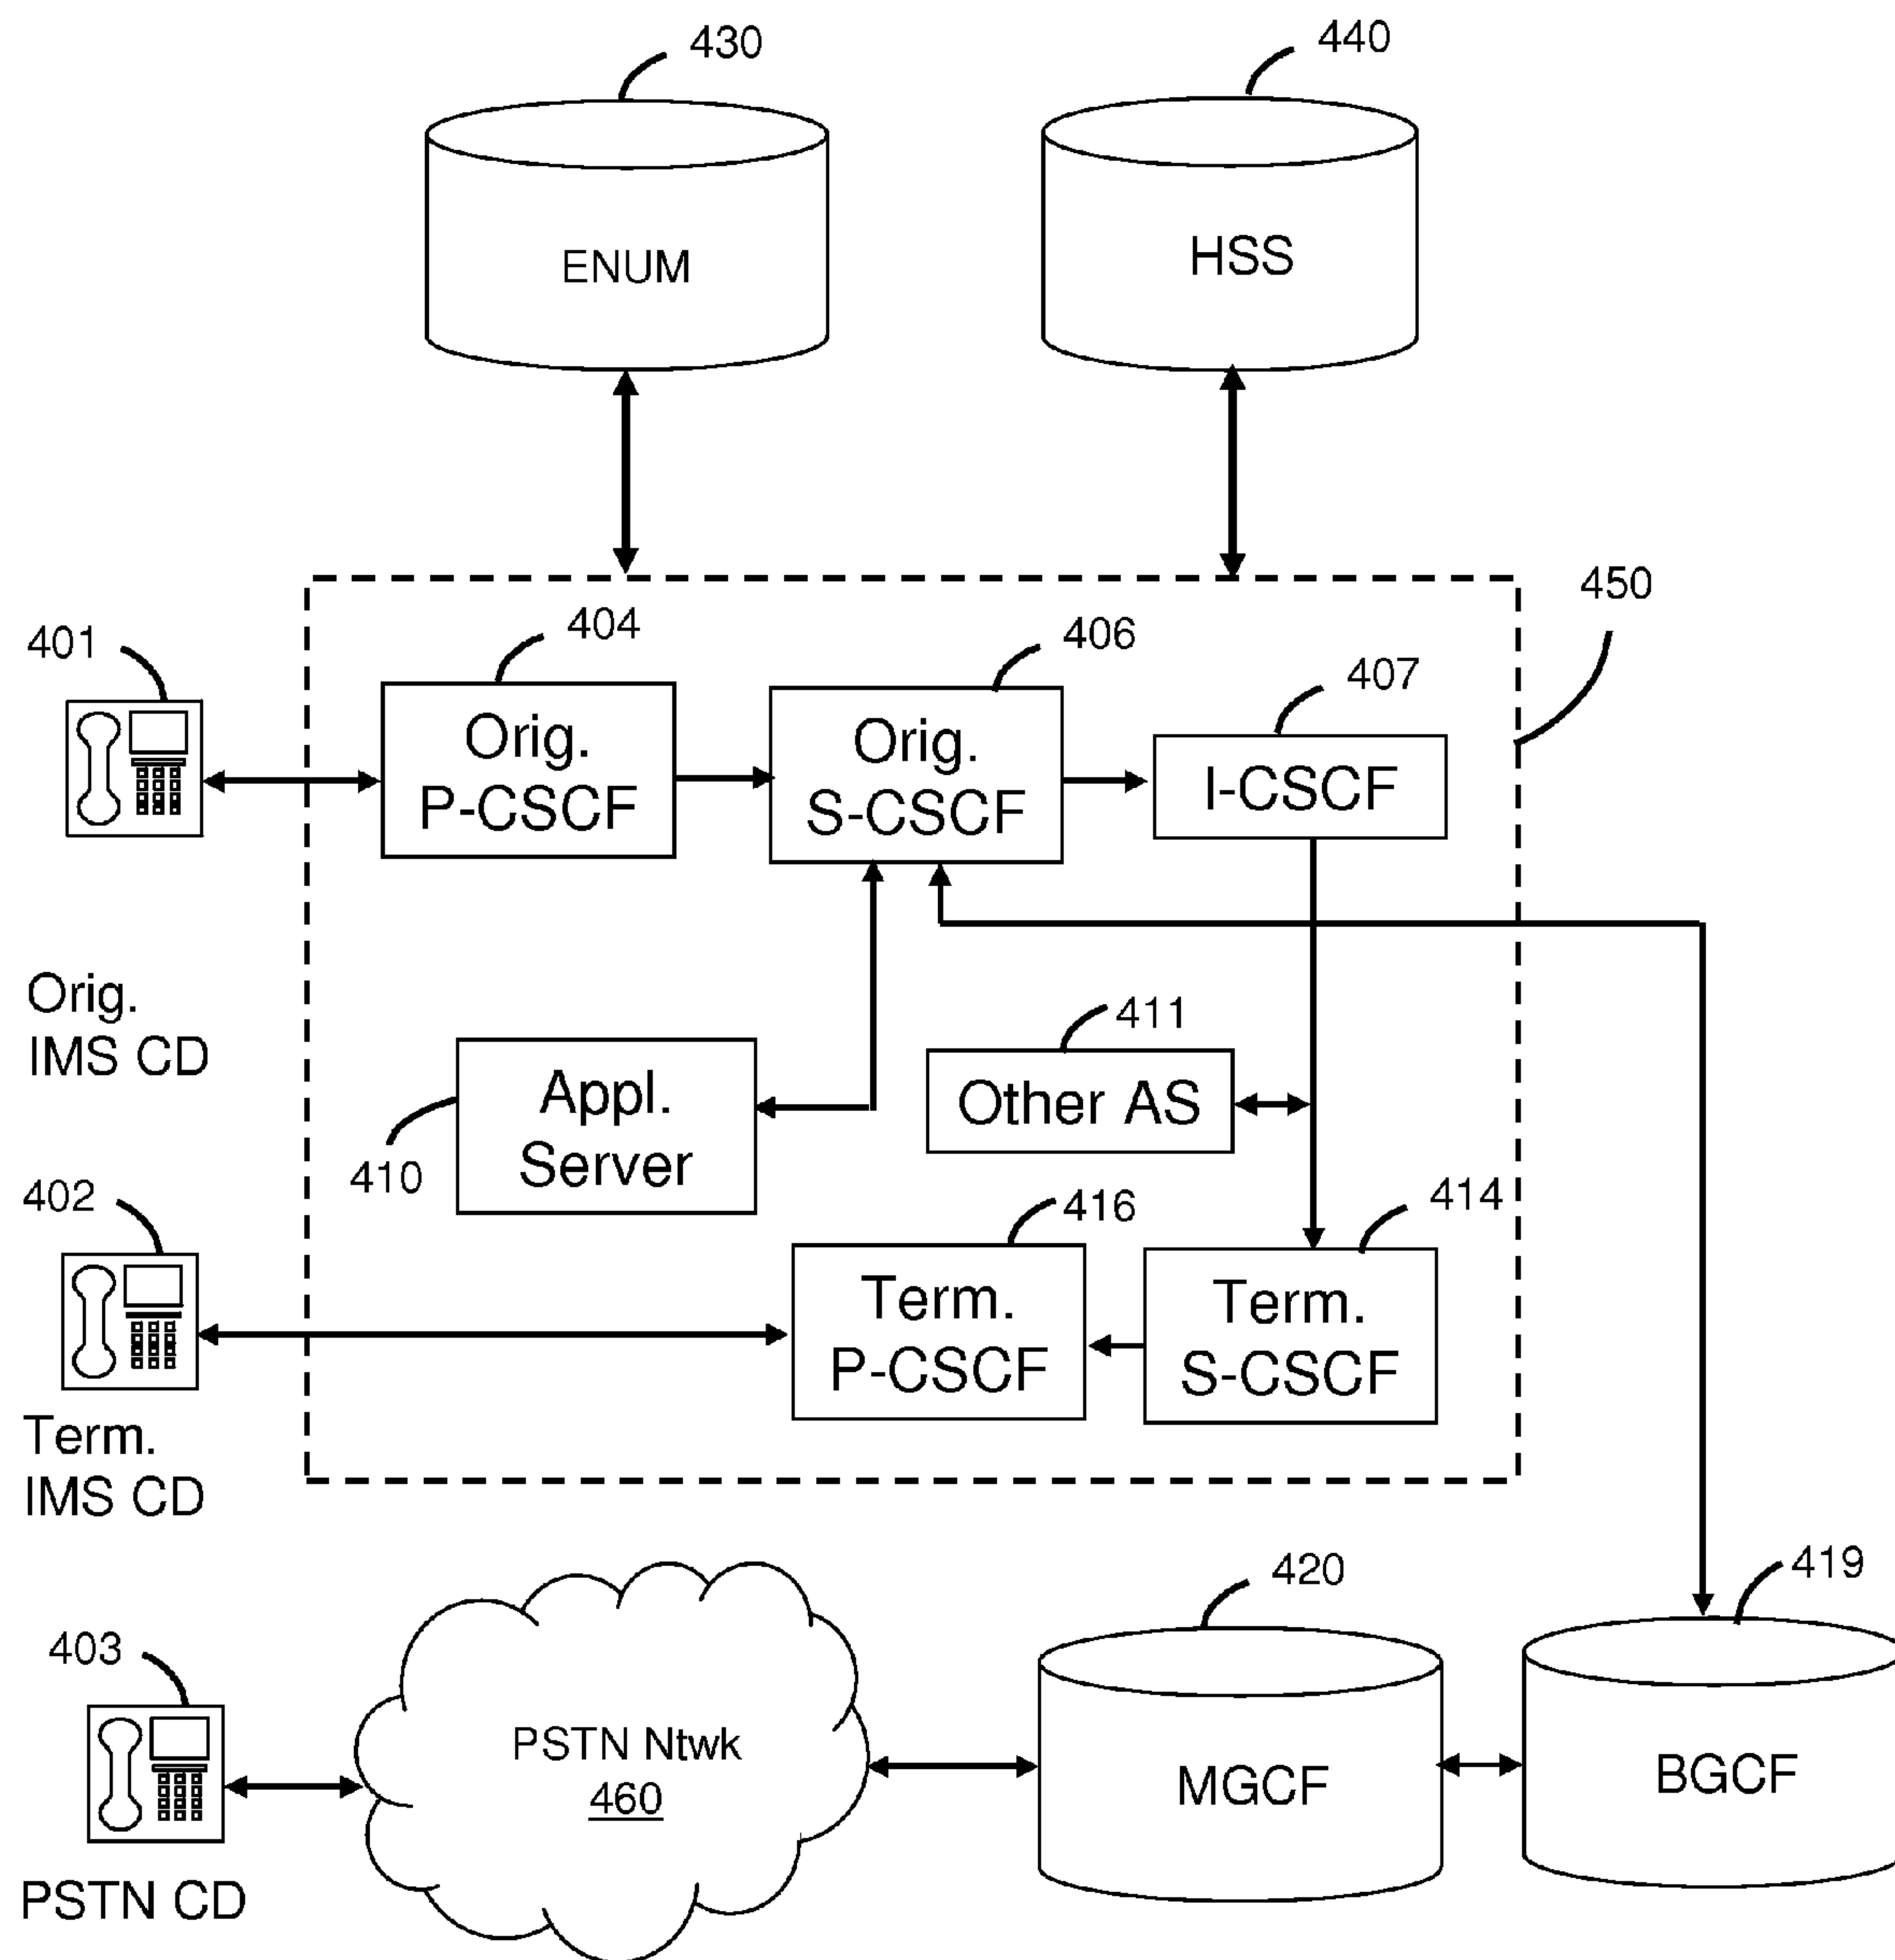 430
440
ENUM
HSS
450
401
404
406
407
Orig.
P-CSCF
Orig.
S-CSCF
I-CSCF
Orig.
IMS CD
411
Appl.
Server
Other AS
410
402
416
414
Term.
P-CSCF
Term.
S-CSCF
Term.
IMS CD
420
419
403
PSTN Ntwk
460
MGCF
BGCF
PSTN CD